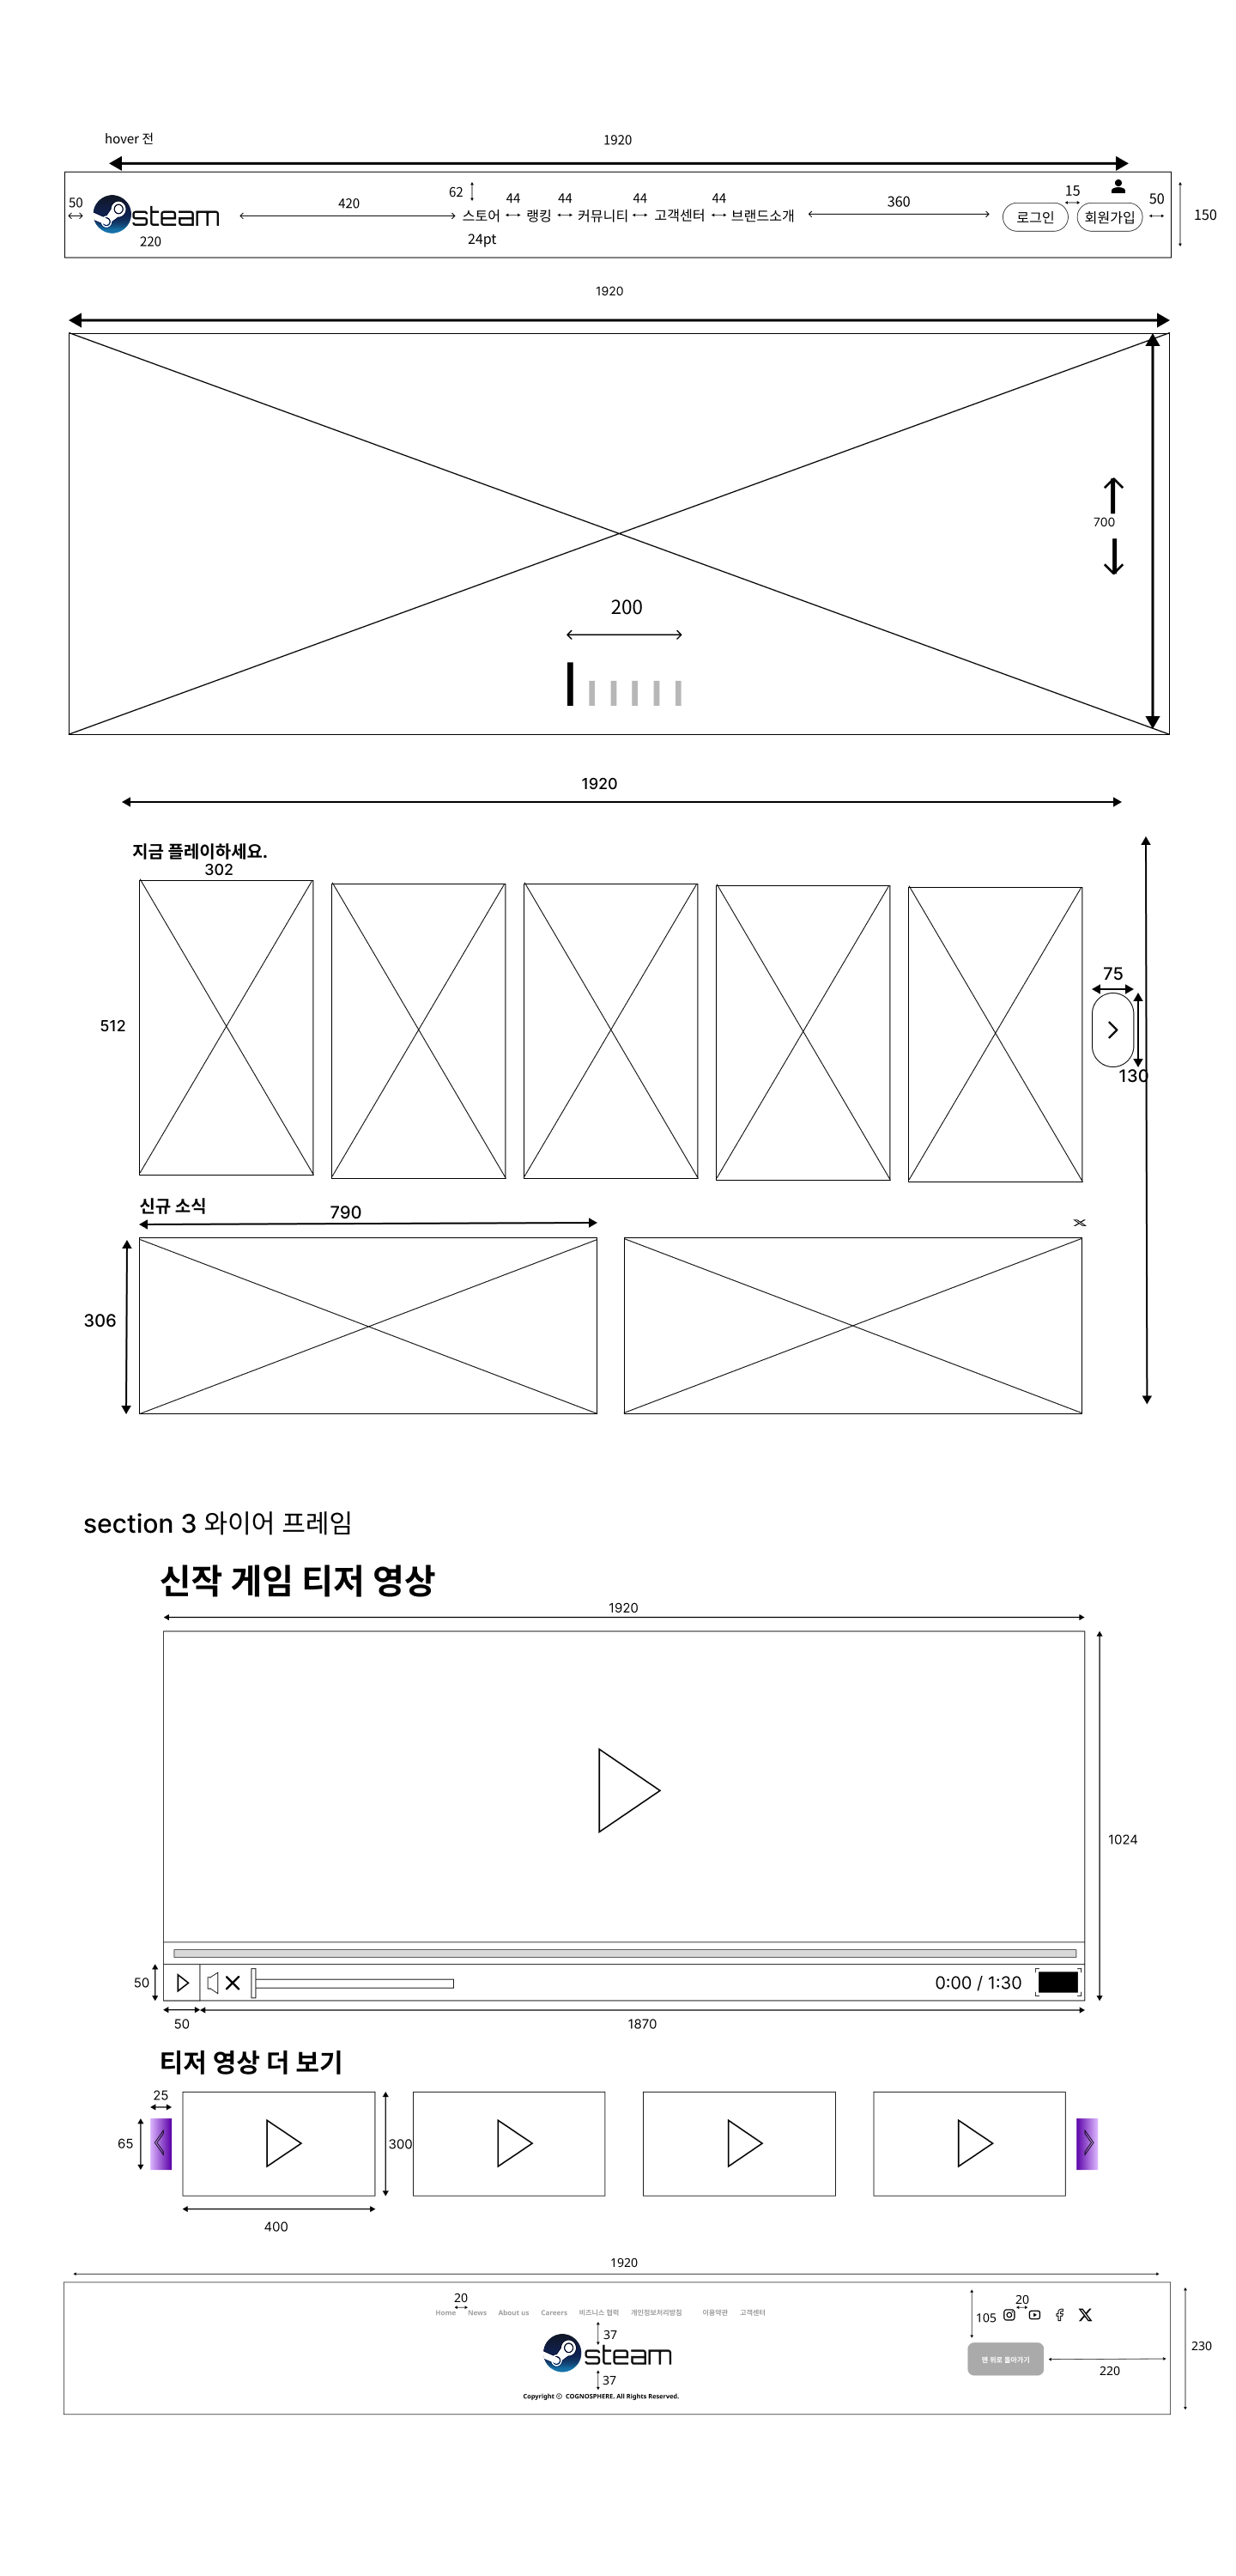 hover 전
1920
50
steam
220
420
62
스토어
44
랭킹
44
커뮤니티
44
고객센터
44
브랜드소개
24pt
360
로그인
15
회원가입
50
150
1920
700
200
1920
지금 플레이하세요.
302
512
75
130
신규 소식
790
306
section 3 와이어 프레임
신작 게임 티저 영상
1920
1024
50
0:00 / 1:30
50
1870
티저 영상 더 보기
25
65
300
400
1920
20
Home News About us Careers 비즈니스 협력 개인정보처리방침 이용약관 고객센터
20
105
37
steam
37
맨 위로 돌아가기
220
230
Copyright © COGNOSPHERE. All Rights Reserved.